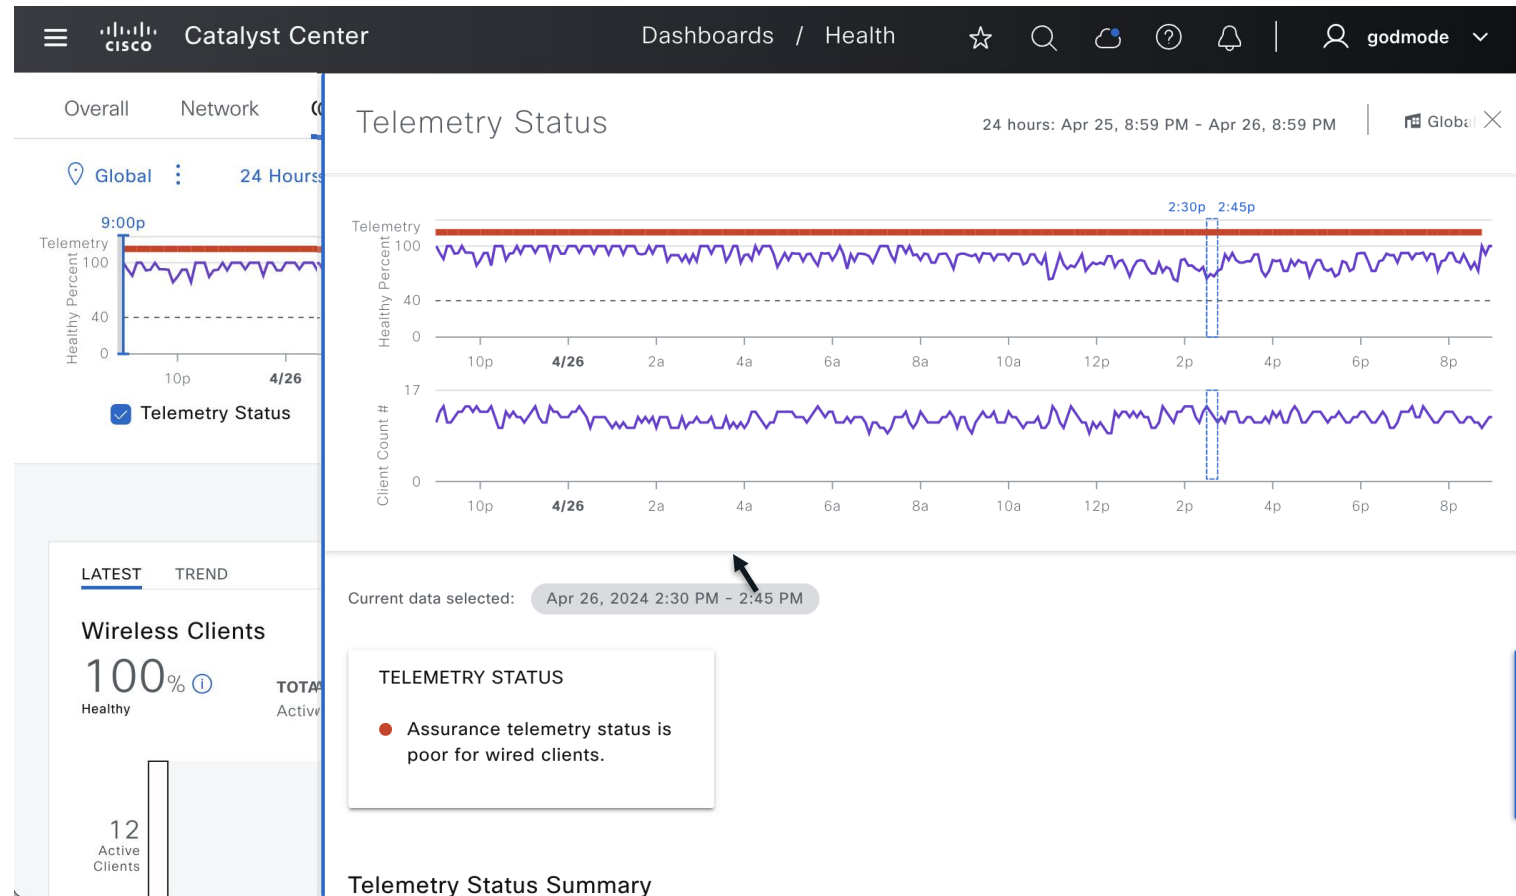 CISCO Catalyst Center Dashboards / Health godmode
Overall Network
Telemetry Status 24 hours: Apr 25, 8:59 PM - Apr 26, 8:59 PM
Global 24 Hours
9:00p
Telemetry
100
40
0
Healthy Percent
10p 4/26
Telemetry Status
2:30p 2:45p
Telemetry
100
40
0
Healthy Percent
10p 4/26 2a 4a 6a 8a 10a 12p 2p 4p 6p 8p
17
0
Client Count #
10p 4/26 2a 4a 6a 8a 10a 12p 2p 4p 6p 8p
LATEST TREND
Wireless Clients
100%
Healthy
12
Active
Clients
Current data selected: Apr 26, 2024 2:30 PM - 2:45 PM
TELEMETRY STATUS
Assurance telemetry status is
poor for wired clients.
Telemetry Status Summary